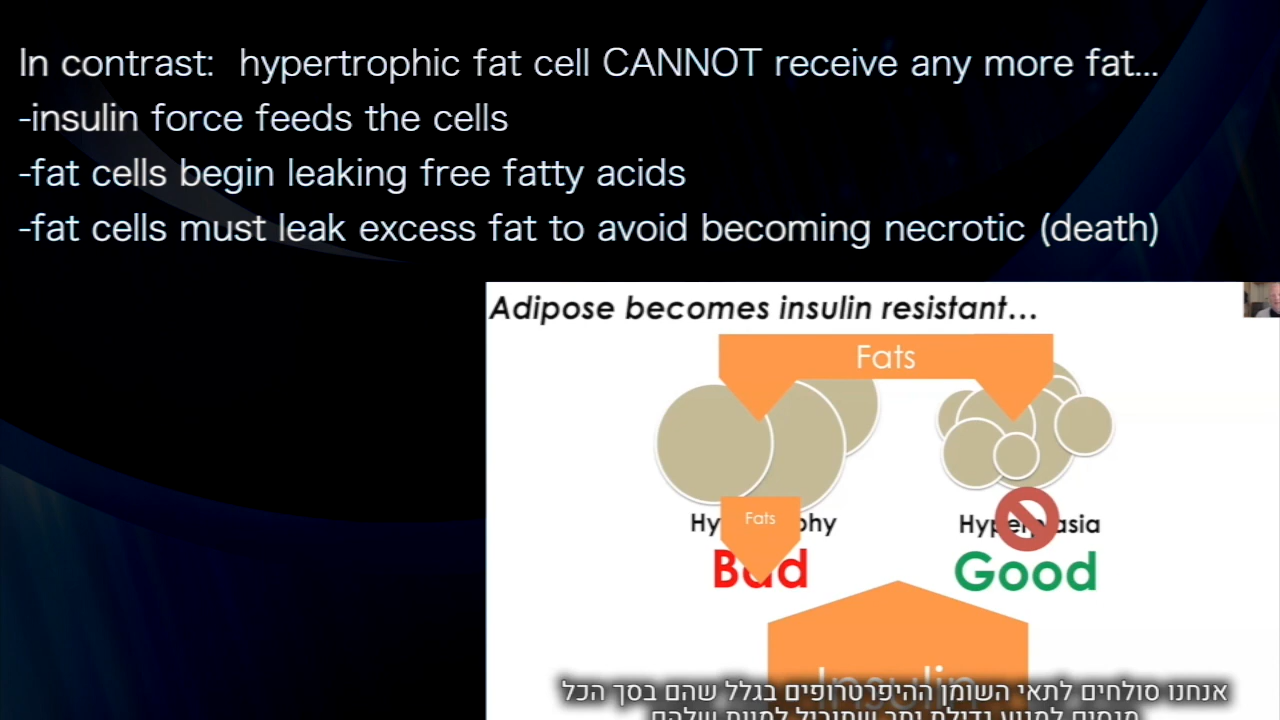 In contrast: hypertrophic fat cell CANNOT receive any more fat...
-insulin force feeds the cells
-fat cells begin leaking free fatty acids
-fat cells must leak excess fat to avoid becoming necrotic (death)
Adipose becomes insulin resistant...
Fats
Fats
Bad
Good
Insulin
אנחנו סולחים לתאי השומן ההיפרטרופים בגלל שהם בסך הכל